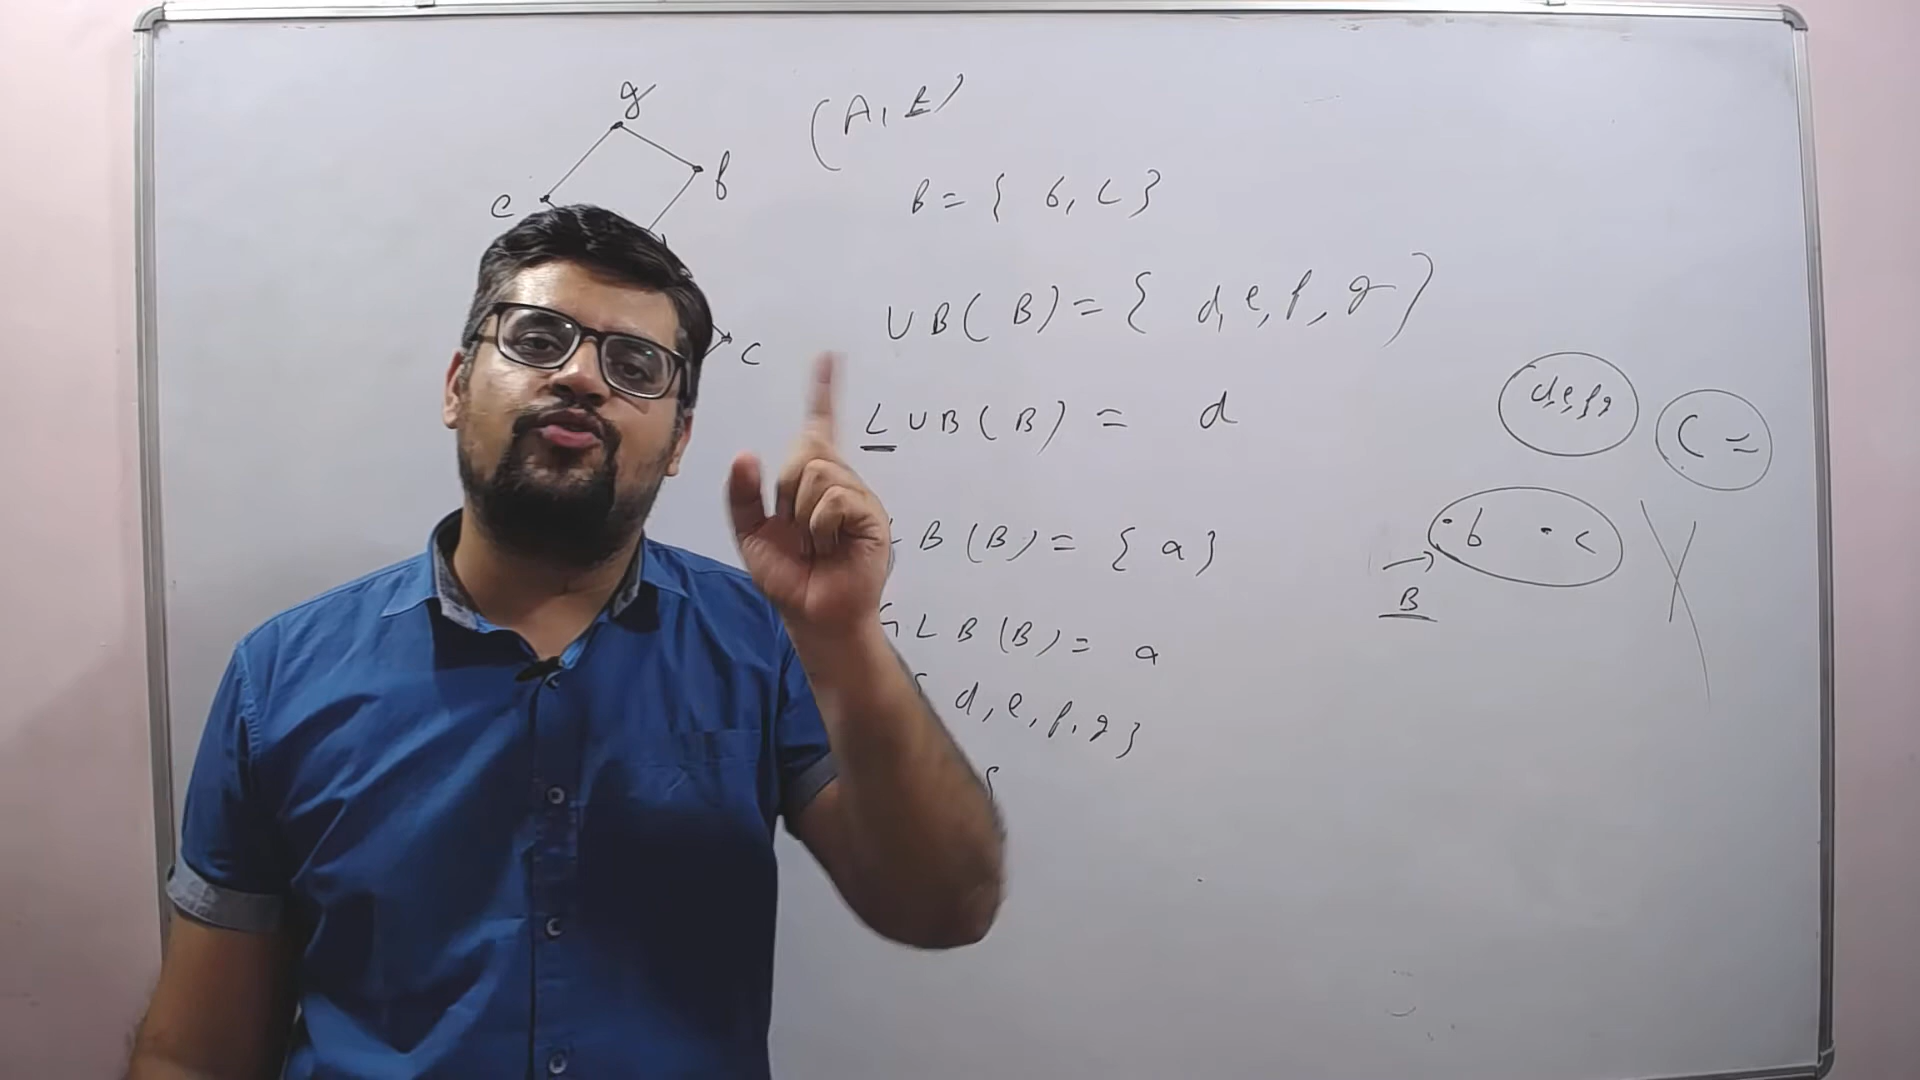 g
(A, ≤)
f
e
B = { b, c }
UB(B) = { d, e, f, g }
c
LUB(B) = d
d,e,f,g
C =
B(B) = { a }
.b .c
B
GLB(B) = a
{ d, e, f, g }
{